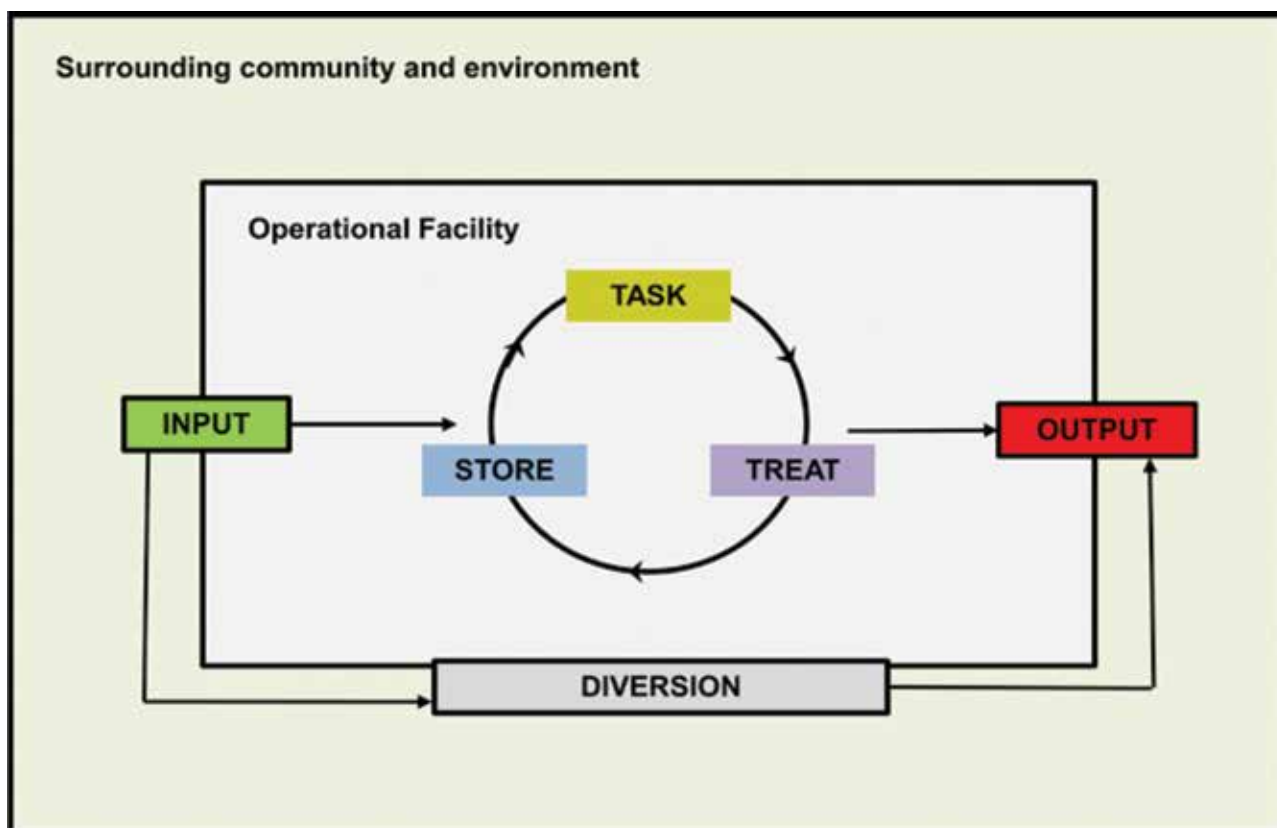 Surrounding community and environment
Operational Facility
TASK
INPUT
OUTPUT
STORE
TREAT
DIVERSION